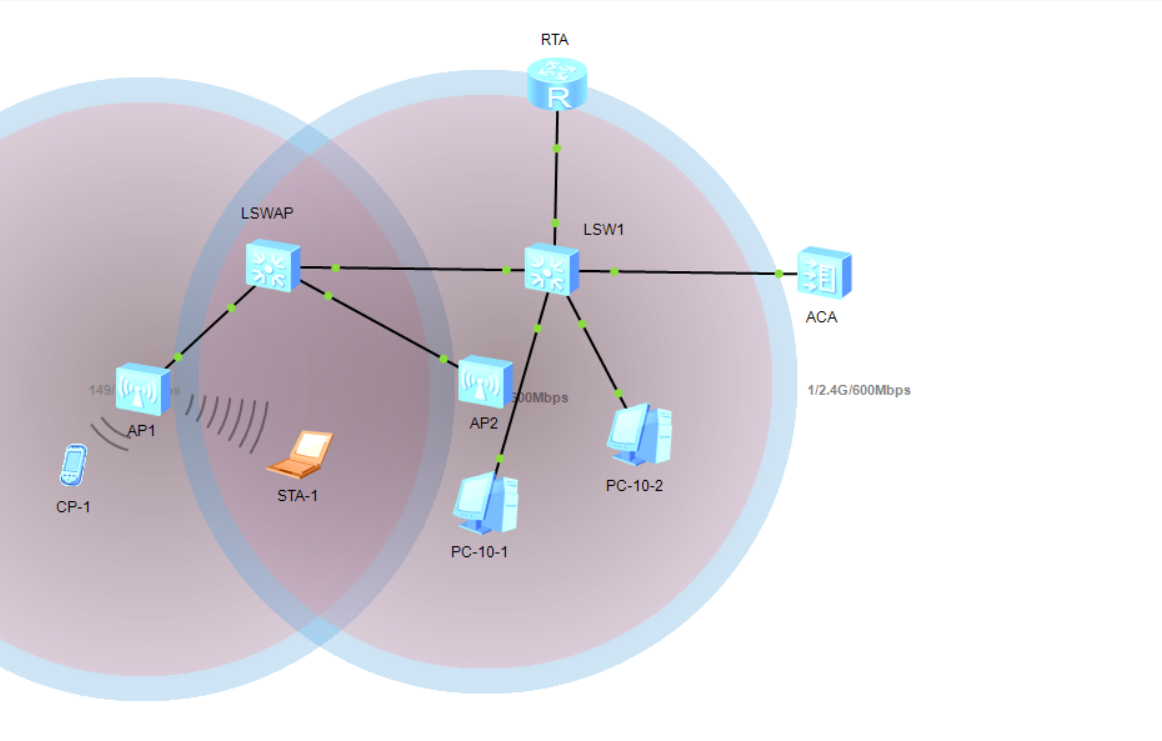 RTA
R
LSWAP
LSW1
ACA
1/2.4G/600Mbps
149/
AP1
AP2
CP-1
STA-1
PC-10-2
PC-10-1